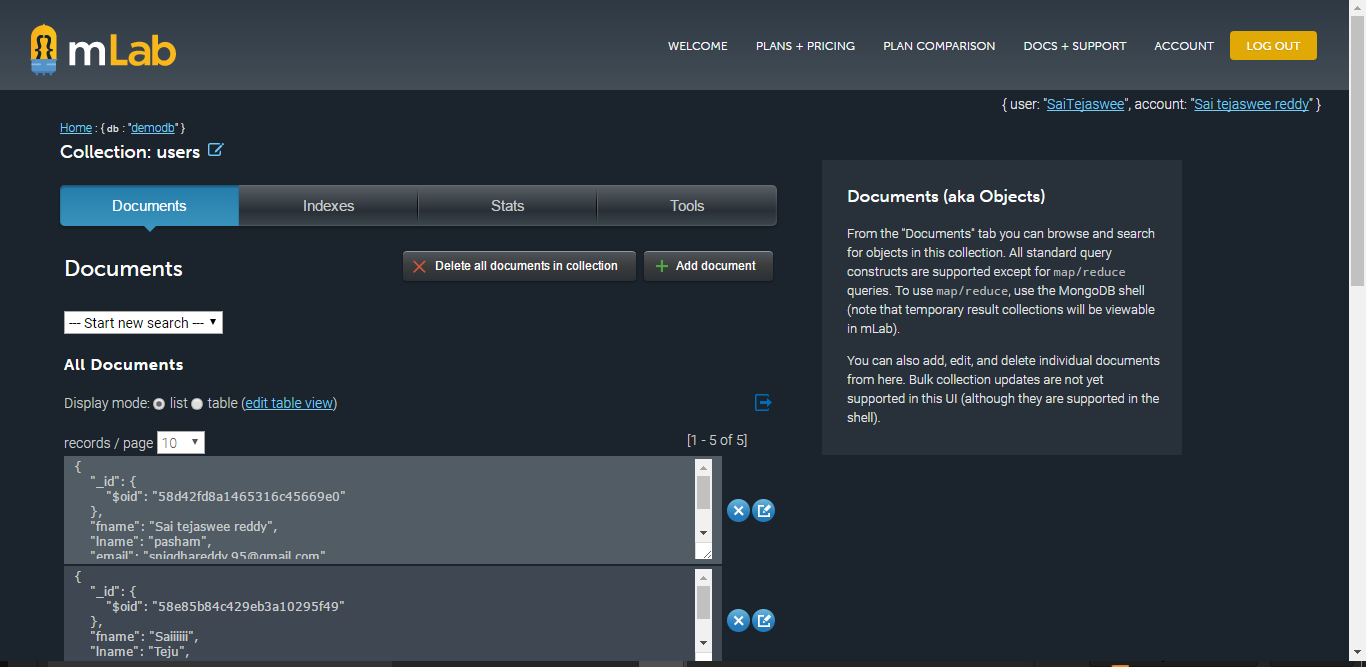 mLab
WELCOME
PLANS + PRICING
PLAN COMPARISON
DOCS + SUPPORT
ACCOUNT
LOG OUT
{ user: "SaiTejaswee", account: "Sai tejaswee reddy" }
Home : { db : "demodb" }
Collection: users
Documents
Indexes
Stats
Tools
Documents
Delete all documents in collection
Add document
--- Start new search ---
All Documents
Display mode: list table (edit table view)
records / page 10
[1 - 5 of 5]
{
"_id": {
"$oid": "58d42fd8a1465316c45669e0"
},
"fname": "Sai tejaswee reddy",
"lname": "pasham",
"email": "snigdhareddy.95@gmail.com"
{
"_id": {
"$oid": "58e85b84c429eb3a10295f49"
},
"fname": "Saiiiiii",
"lname": "Teju",
Documents (aka Objects)
From the "Documents" tab you can browse and search
for objects in this collection. All standard query
constructs are supported except for map/reduce
queries. To use map/reduce, use the MongoDB shell
(note that temporary result collections will be viewable
in mLab).
You can also add, edit, and delete individual documents
from here. Bulk collection updates are not yet
supported in this UI (although they are supported in the
shell).